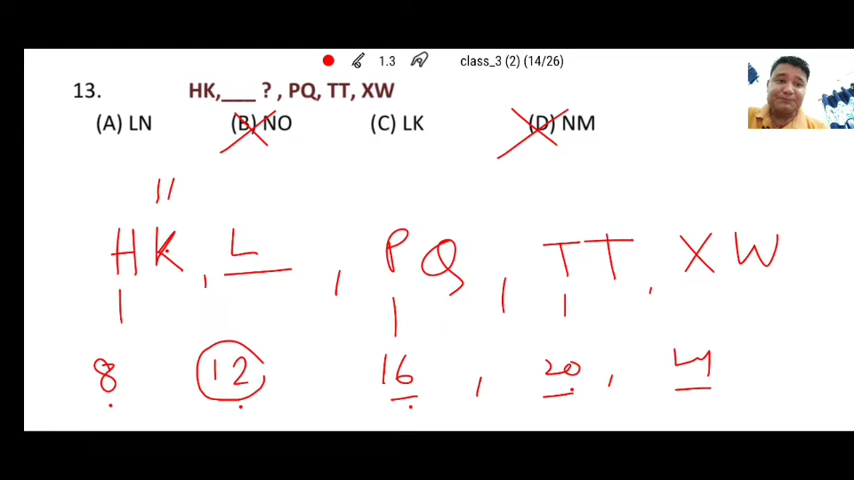 1.3 class_3 (2) (14/26)
13. HK,___ ? , PQ, TT, XW
(A) LN (B) NO (C) LK (D) NM
11
HK, L , PQ, TT, XW
8 12 16, 20, 24